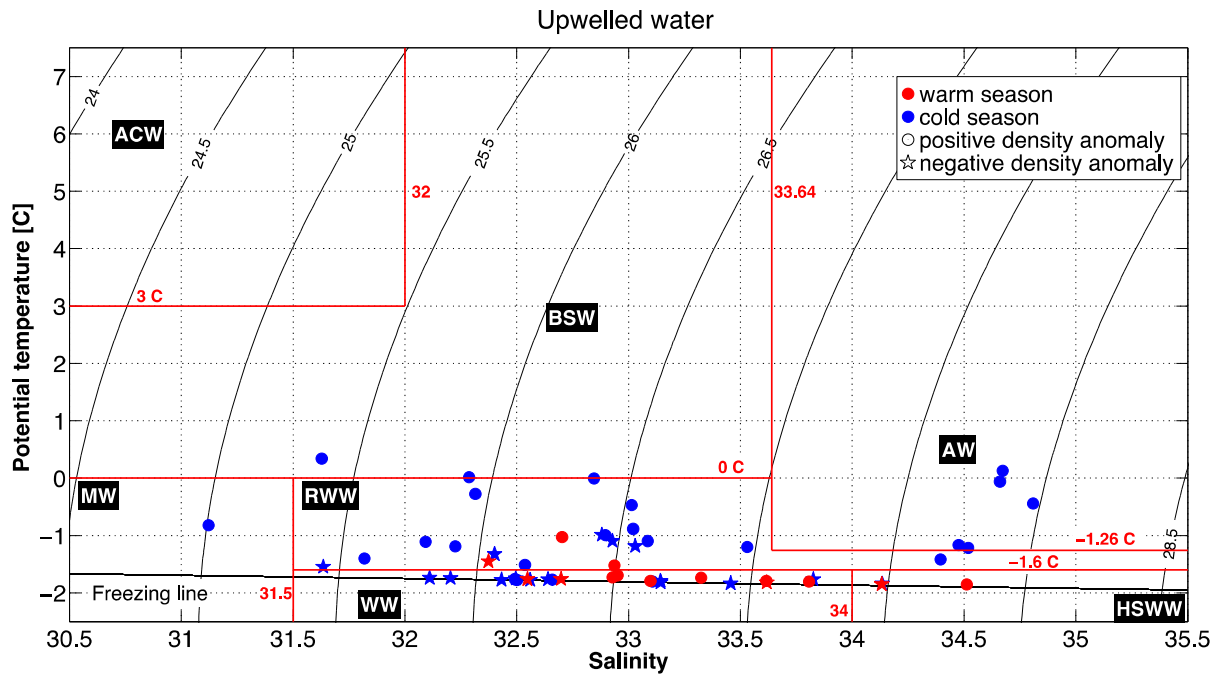 Upwelled water
Potential temperature [C]
7
6
5
4
3
2
1
0
−1
−2
24
24.5
25
25.5
26
26.5
28.5
ACW
BSW
AW
MW
RWW
WW
HSWW
32
33.64
3 C
0 C
−1.26 C
−1.6 C
31.5
34
Freezing line
warm season
cold season
positive density anomaly
negative density anomaly
30.5 31 31.5 32 32.5 33 33.5 34 34.5 35 35.5
Salinity